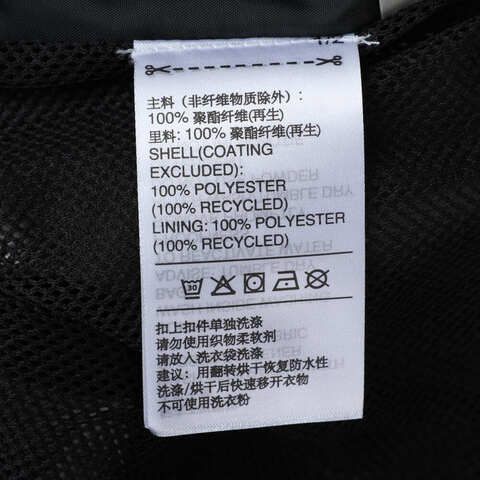 1/2
主料（非纤维物质除外）:
100% 聚酯纤维(再生)
里料: 100% 聚酯纤维(再生)
SHELL(COATING
EXCLUDED):
100% POLYESTER
(100% RECYCLED)
LINING: 100% POLYESTER
(100% RECYCLED)
30
扣上扣件单独洗涤
请勿使用织物柔软剂
请放入洗衣袋洗涤
建议: 用翻转烘干恢复防水性
洗涤/烘干后快速移开衣物
不可使用洗衣粉